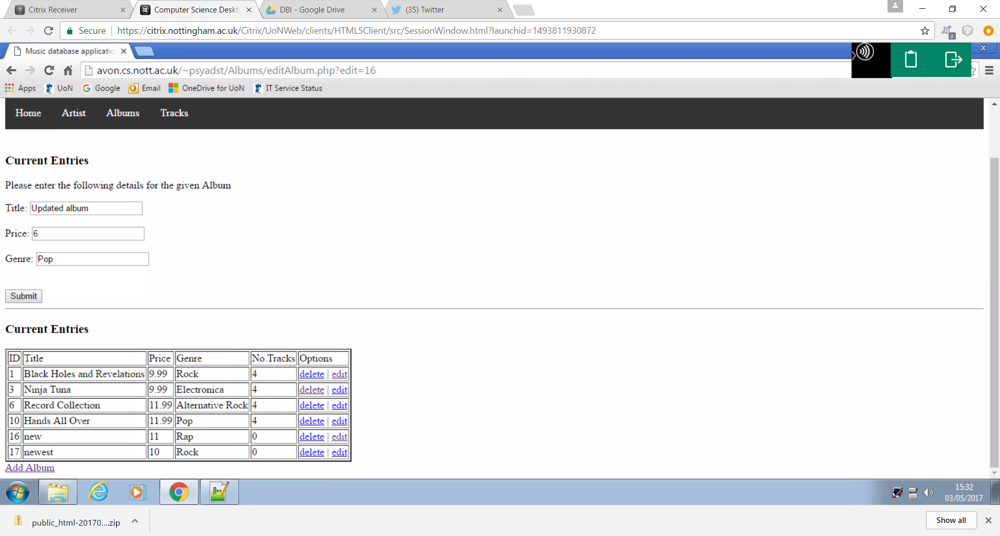 Citrix Receiver
Computer Science Deskt
DBI - Google Drive
(35) Twitter
Secure
https://citrix.nottingham.ac.uk/Citrix/UoNWeb/clients/HTML5Client/src/SessionWindow.html?launchid=1493811930872
0
Music database applicatio
avon.cs.nott.ac.uk/~psyadst/Albums/editAlbum.php?edit=16
Apps UoN Google Email OneDrive for UoN IT Service Status
Home Artist Albums Tracks
Current Entries
Please enter the following details for the given Album
Title: Updated album
Price: 6
Genre: Pop
Submit
Current Entries
ID Title Price Genre No.Tracks Options
1 Black Holes and Revelations 9.99 Rock 4 delete | edit
3 Ninja Tuna 9.99 Electronica 4 delete | edit
6 Record Collection 11.99 Alternative Rock 4 delete | edit
10 Hands All Over 11.99 Pop 4 delete | edit
16 new 11 Rap 0 delete | edit
17 newest 10 Rock 0 delete | edit
Add Album
15:32
03/05/2017
public_html-20170....zip
Show all